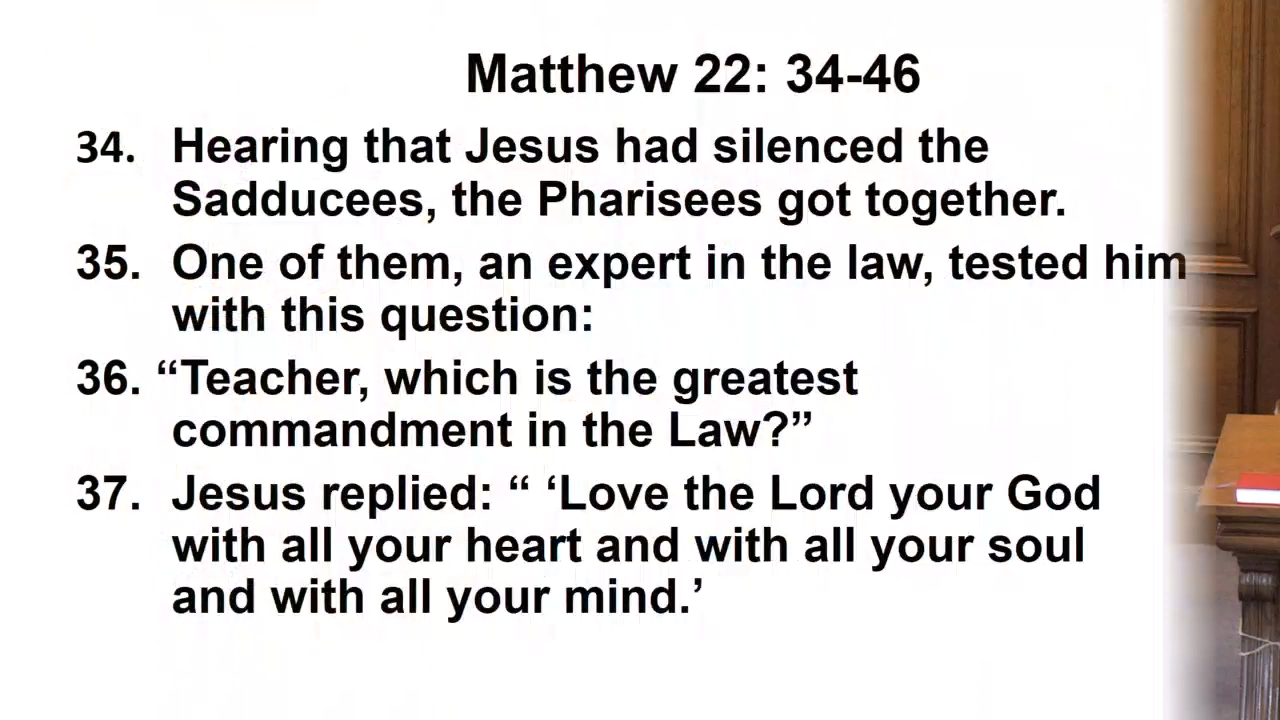 Matthew 22: 34-46
34. Hearing that Jesus had silenced the
Sadducees, the Pharisees got together.
35. One of them, an expert in the law, tested him
with this question:
36. “Teacher, which is the greatest
commandment in the Law?”
37. Jesus replied: “ ‘Love the Lord your God
with all your heart and with all your soul
and with all your mind.’